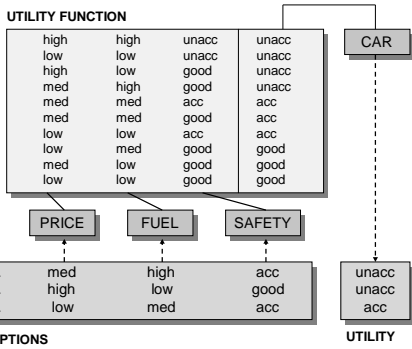 UTILITY FUNCTION
high high unacc unacc
low low unacc unacc
high low good unacc
med high good unacc
med med acc acc
med med good acc
low low acc acc
low med good good
med low good good
low low good good
CAR
PRICE FUEL SAFETY
med high acc unacc
high low good unacc
low med acc acc
PTIONS UTILITY